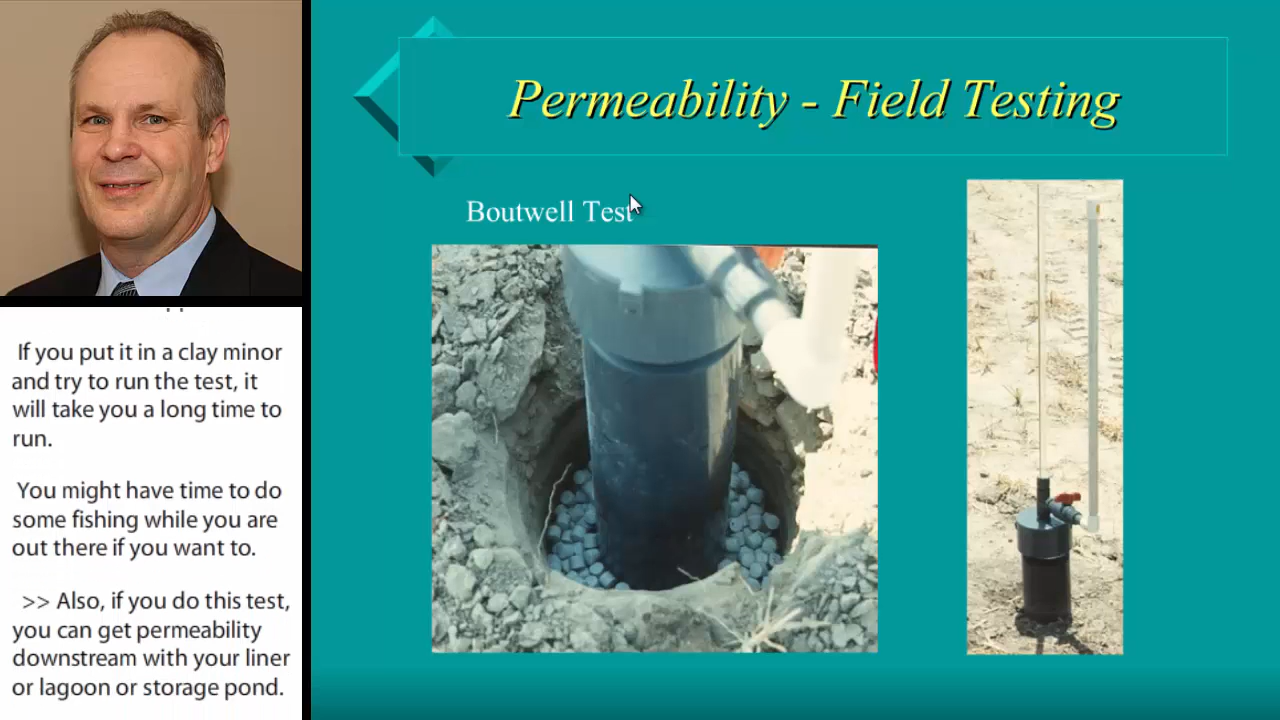 Permeability - Field Testing
Boutwell Test
If you put it in a clay minor
and try to run the test, it
will take you a long time to
run.
You might have time to do
some fishing while you are
out there if you want to.
>> Also, if you do this test,
you can get permeability
downstream with your liner
or lagoon or storage pond.